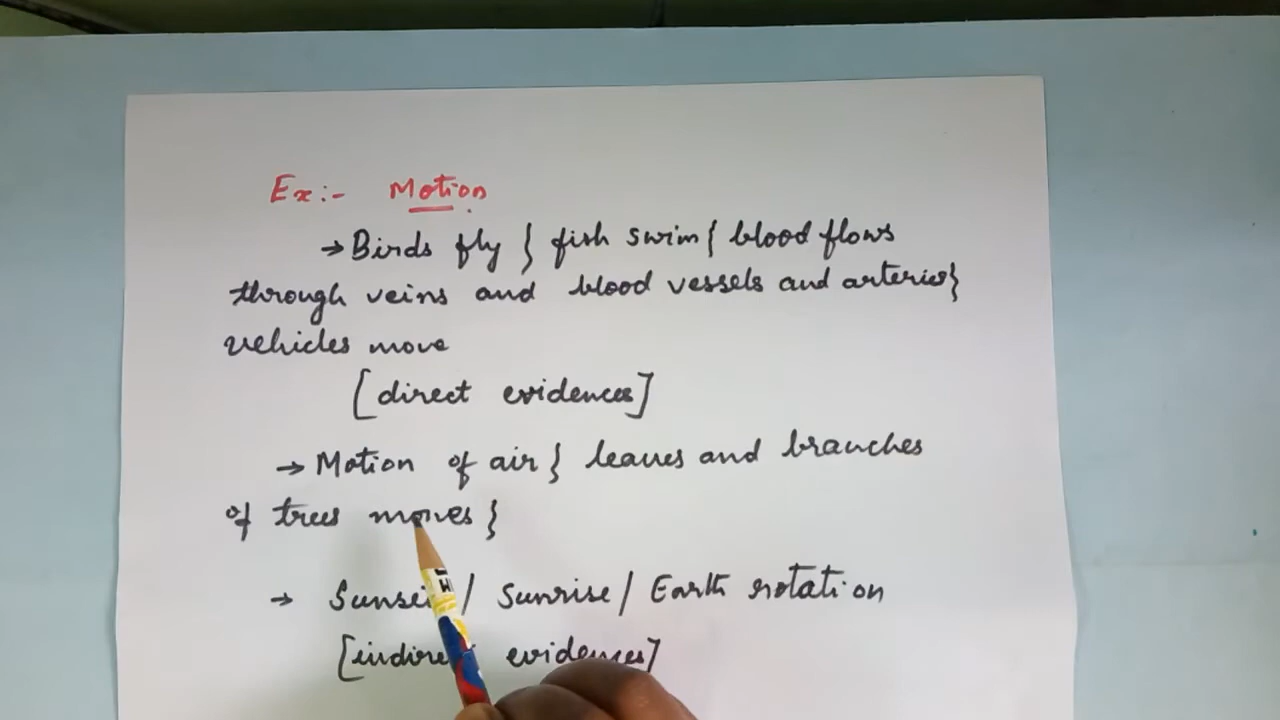 Ex:- Motion
→ Birds fly } fish swim { blood flows
through veins and blood vessels and arteries }
vehicles move
[direct evidences]
→ Motion of air } leaves and branches
of trees moves }
→ Sunset / Sunrise / Earth rotation
[indirect evidences]